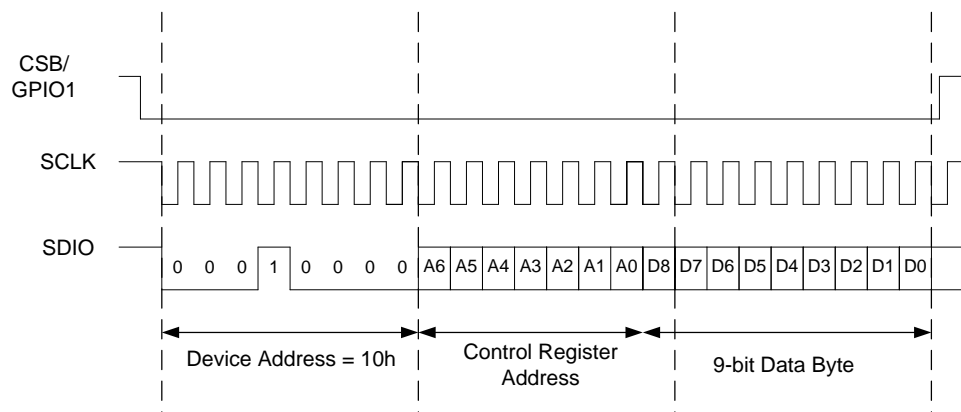 CSB/
GPIO1
SCLK
SDIO
0 0 0 1 0 0 0 0 A6 A5 A4 A3 A2 A1 A0 D8 D7 D6 D5 D4 D3 D2 D1 D0
Device Address = 10h
Control Register
Address
9-bit Data Byte